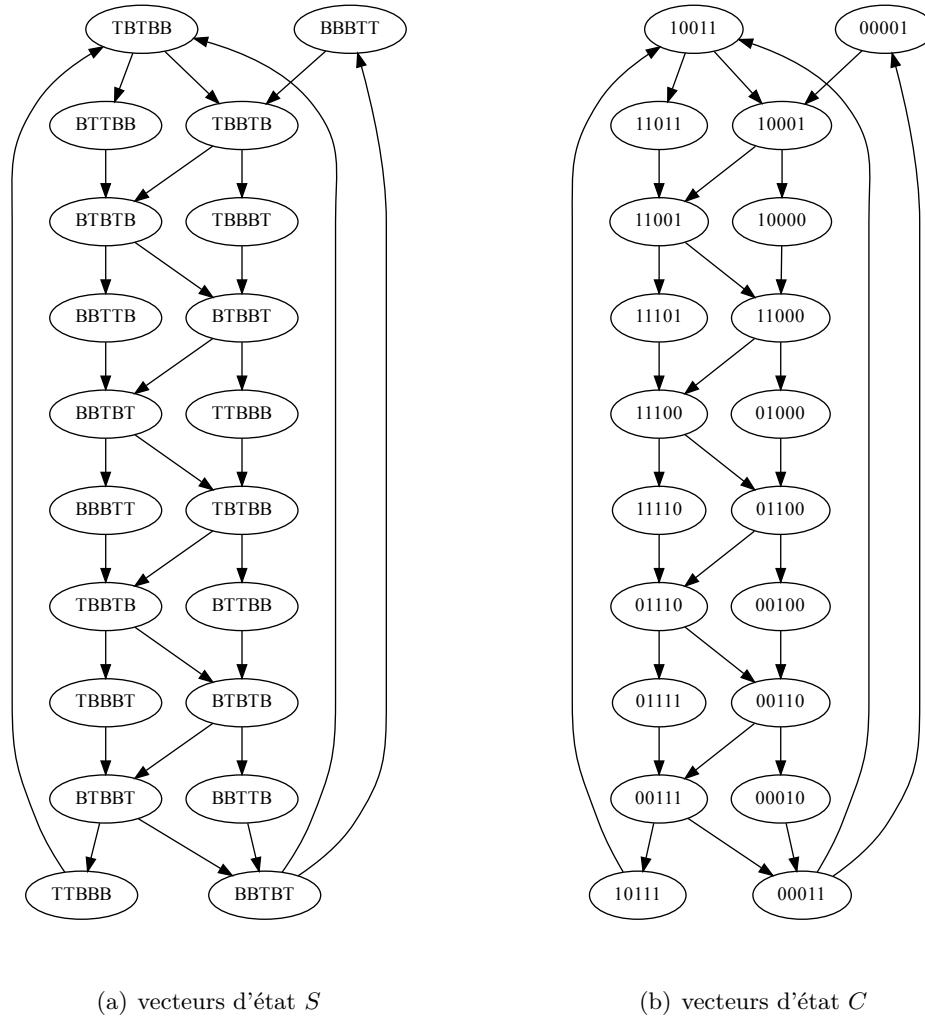 TBTBB BBBTT 10011 00001
BTTBB TBBTB 11011 10001
BTBTB TBBBT 11001 10000
BBTTB BTBBT 11101 11000
BBTBT TTBBB 11100 01000
BBBTT TBTBB 11110 01100
TBBTB BTTBB 01110 00100
TBBBT BTBTB 01111 00110
BTBBT BBTTB 00111 00010
TTBBB BBTBT 10111 00011
(a) vecteurs d'état S (b) vecteurs d'état C